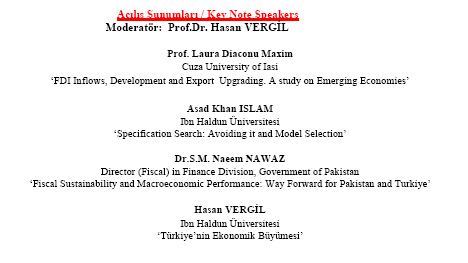 Açılış Sunumları / Key Note Speakers
Moderatör: Prof.Dr. Hasan VERGİL
Prof. Laura Diaconu Maxim
Cuza University of Iasi
‘FDI Inflows, Development and Export Upgrading. A study on Emerging Economies’
Asad Khan ISLAM
Ibn Haldun Üniversitesi
‘Specification Search: Avoiding it and Model Selection’
Dr.S.M. Naeem NAWAZ
Director (Fiscal) in Finance Division, Government of Pakistan
‘Fiscal Sustainability and Macroeconomic Performance: Way Forward for Pakistan and Turkiye’
Hasan VERGİL
Ibn Haldun Üniversitesi
‘Türkiye’nin Ekonomik Büyümesi’